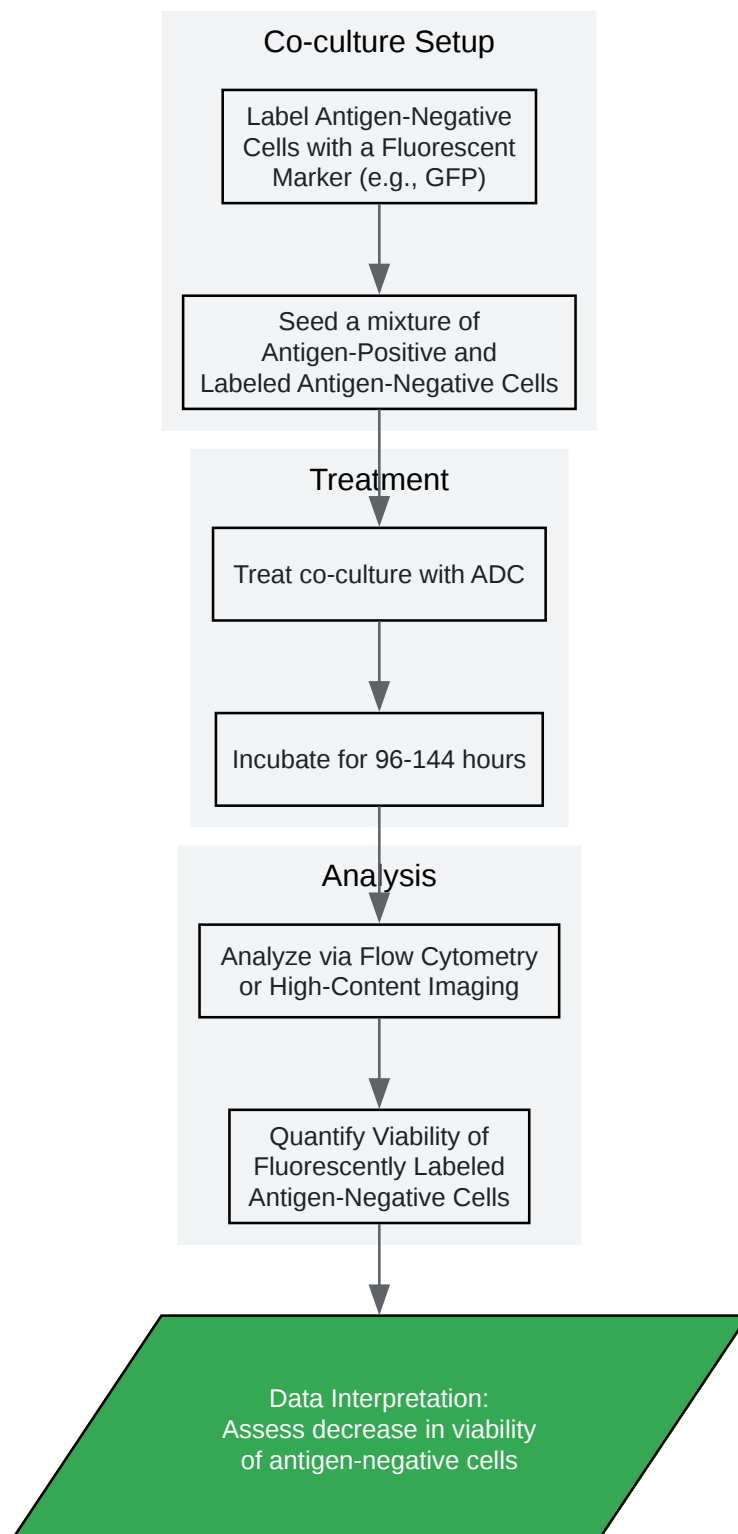 Co-culture Setup
Label Antigen-Negative
Cells with a Fluorescent
Marker (e.g., GFP)
Seed a mixture of
Antigen-Positive and
Labeled Antigen-Negative Cells
Treatment
Treat co-culture with ADC
Incubate for 96-144 hours
Analysis
Analyze via Flow Cytometry
or High-Content Imaging
Quantify Viability of
Fluorescently Labeled
Antigen-Negative Cells
Data Interpretation:
Assess decrease in viability
of antigen-negative cells